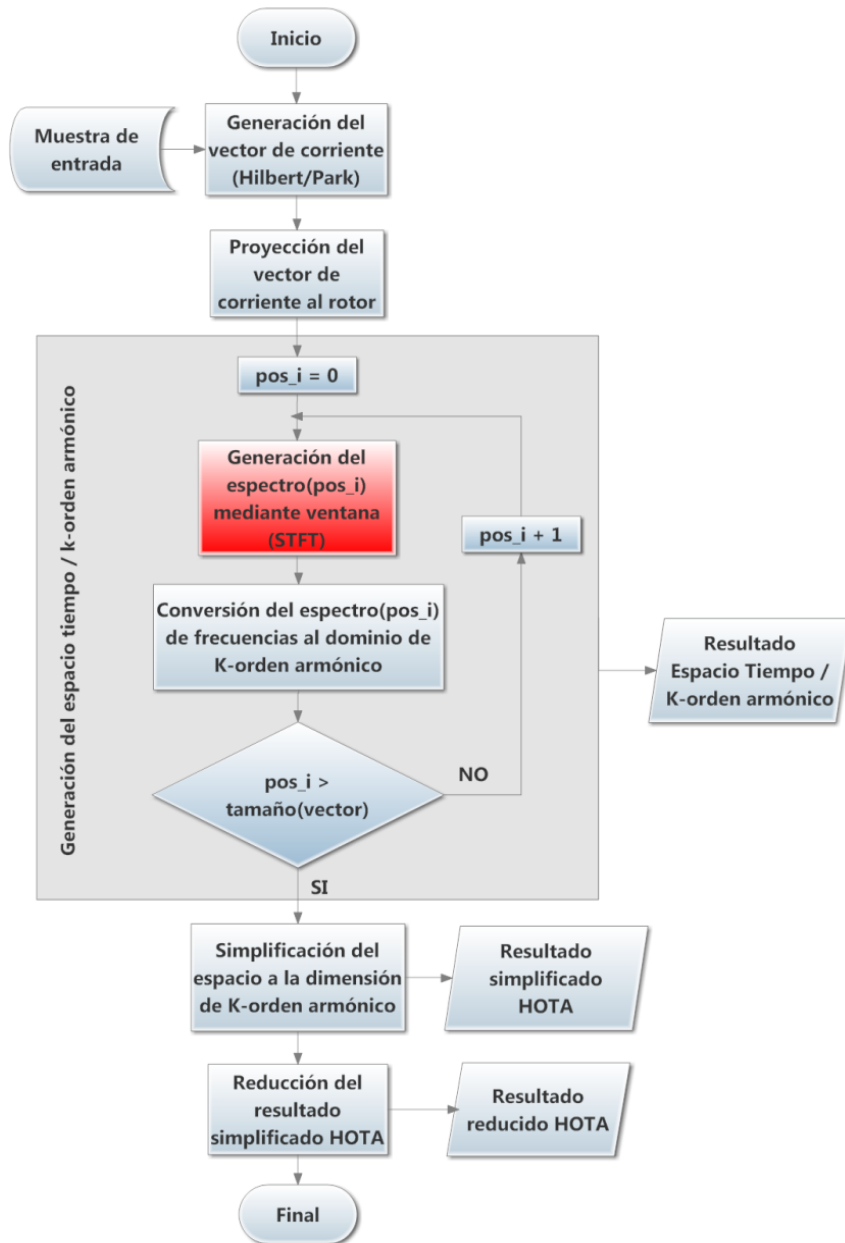 Inicio
Muestra de
entrada
Generación del
vector de corriente
(Hilbert/Park)
Proyección del
vector de
corriente al rotor
Generación del espacio tiempo / k-orden armónico
pos_i = 0
Generación del
espectro(pos_i)
mediante ventana
(STFT)
pos_i + 1
Conversión del espectro(pos_i)
de frecuencias al dominio de
K-orden armónico
Resultado
Espacio Tiempo /
K-orden armónico
pos_i >
tamaño(vector)
NO
SI
Simplificación del
espacio a la dimensión
de K-orden armónico
Resultado
simplificado
HOTA
Reducción del
resultado
simplificado HOTA
Resultado
reducido HOTA
Final